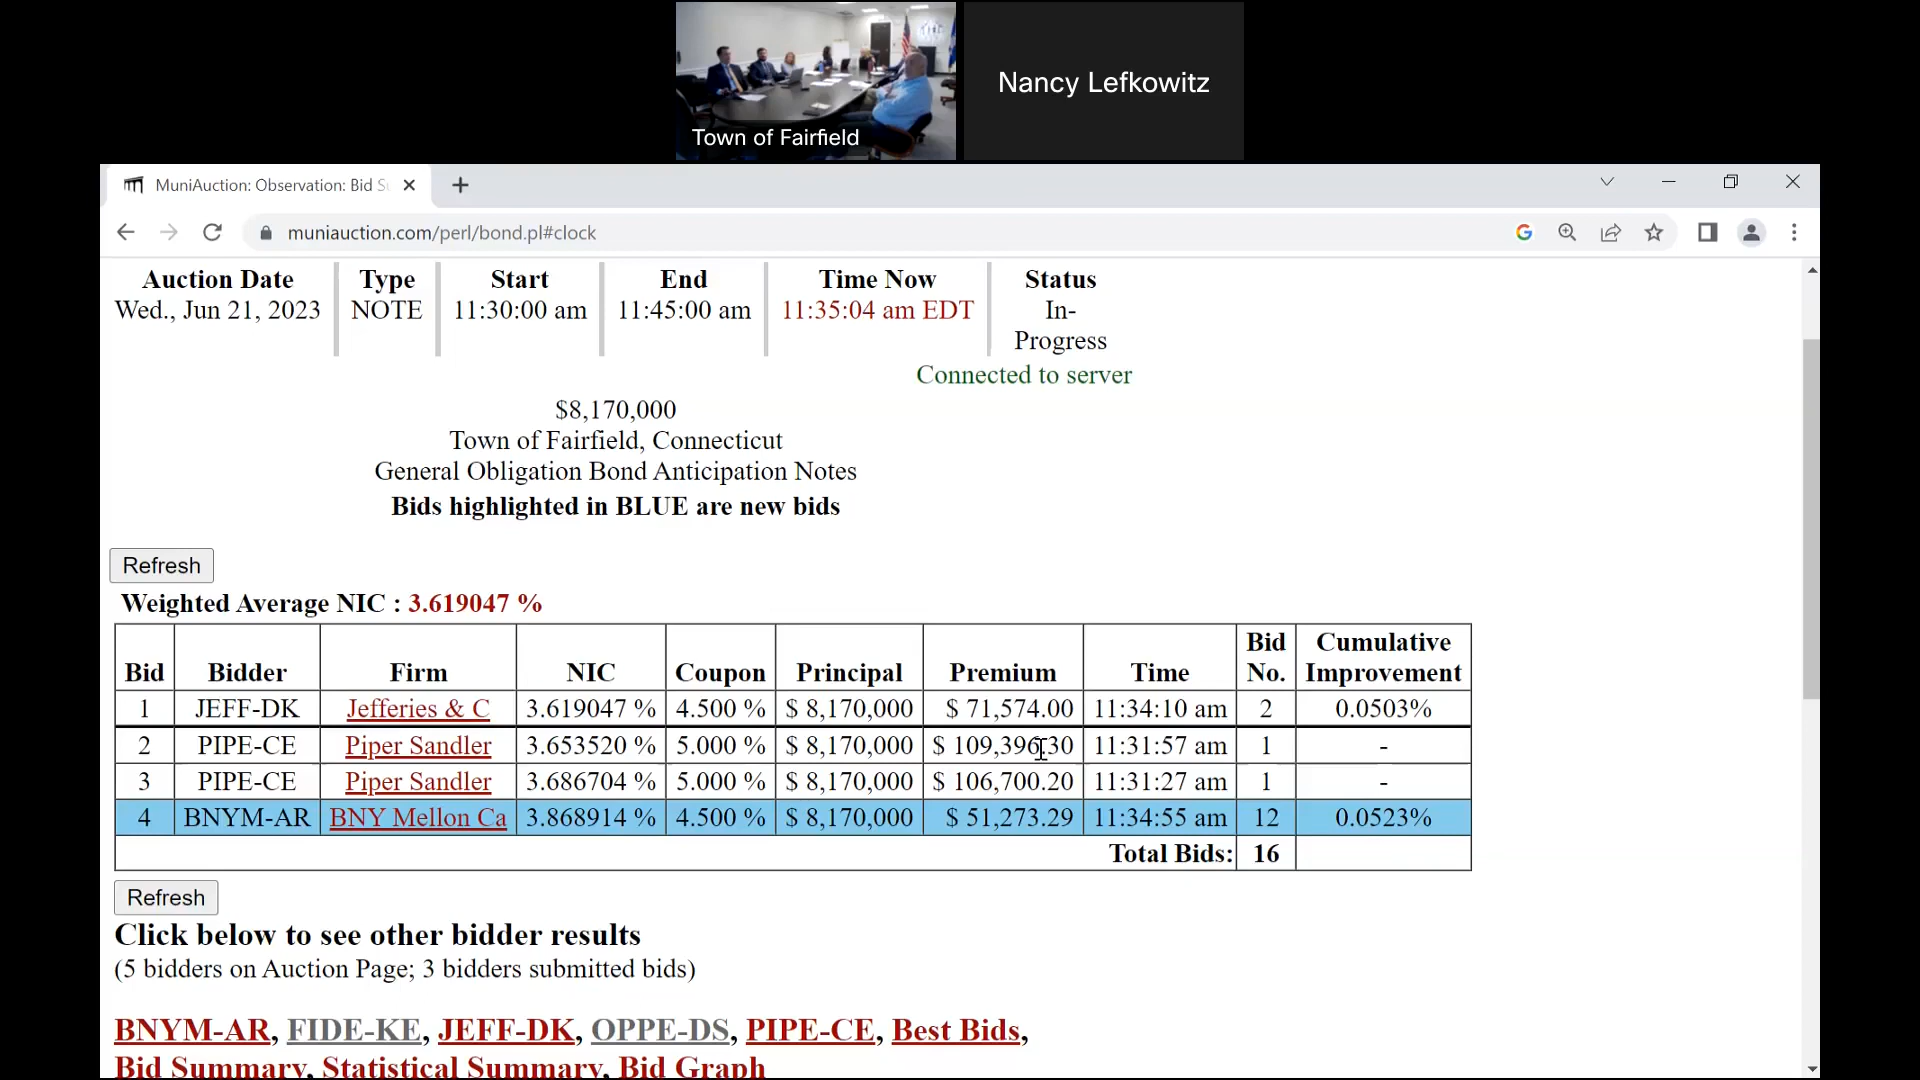 Town of Fairfield
Nancy Lefkowitz
MuniAuction: Observation: Bid S
muniauction.com/perl/bond.pl#clock
Auction Date Type Start End Time Now Status
Wed., Jun 21, 2023 NOTE 11:30:00 am 11:45:00 am 11:35:04 am EDT In-
Progress
Connected to server
$8,170,000
Town of Fairfield, Connecticut
General Obligation Bond Anticipation Notes
Bids highlighted in BLUE are new bids
Refresh
Weighted Average NIC : 3.619047 %
Bid Cumulative
Bid Bidder Firm NIC Coupon Principal Premium Time No. Improvement
1 JEFF-DK Jefferies & C 3.619047 % 4.500 % $ 8,170,000 $ 71,574.00 11:34:10 am 2 0.0503%
2 PIPE-CE Piper Sandler 3.653520 % 5.000 % $ 8,170,000 $ 109,396.30 11:31:57 am 1 -
3 PIPE-CE Piper Sandler 3.686704 % 5.000 % $ 8,170,000 $ 106,700.20 11:31:27 am 1 -
4 BNYM-AR BNY Mellon Ca 3.868914 % 4.500 % $ 8,170,000 $ 51,273.29 11:34:55 am 12 0.0523%
Total Bids: 16
Refresh
Click below to see other bidder results
(5 bidders on Auction Page; 3 bidders submitted bids)
BNYM-AR, FIDE-KE, JEFF-DK, OPPE-DS, PIPE-CE, Best Bids,
Bid Summary, Statistical Summary, Bid Graph